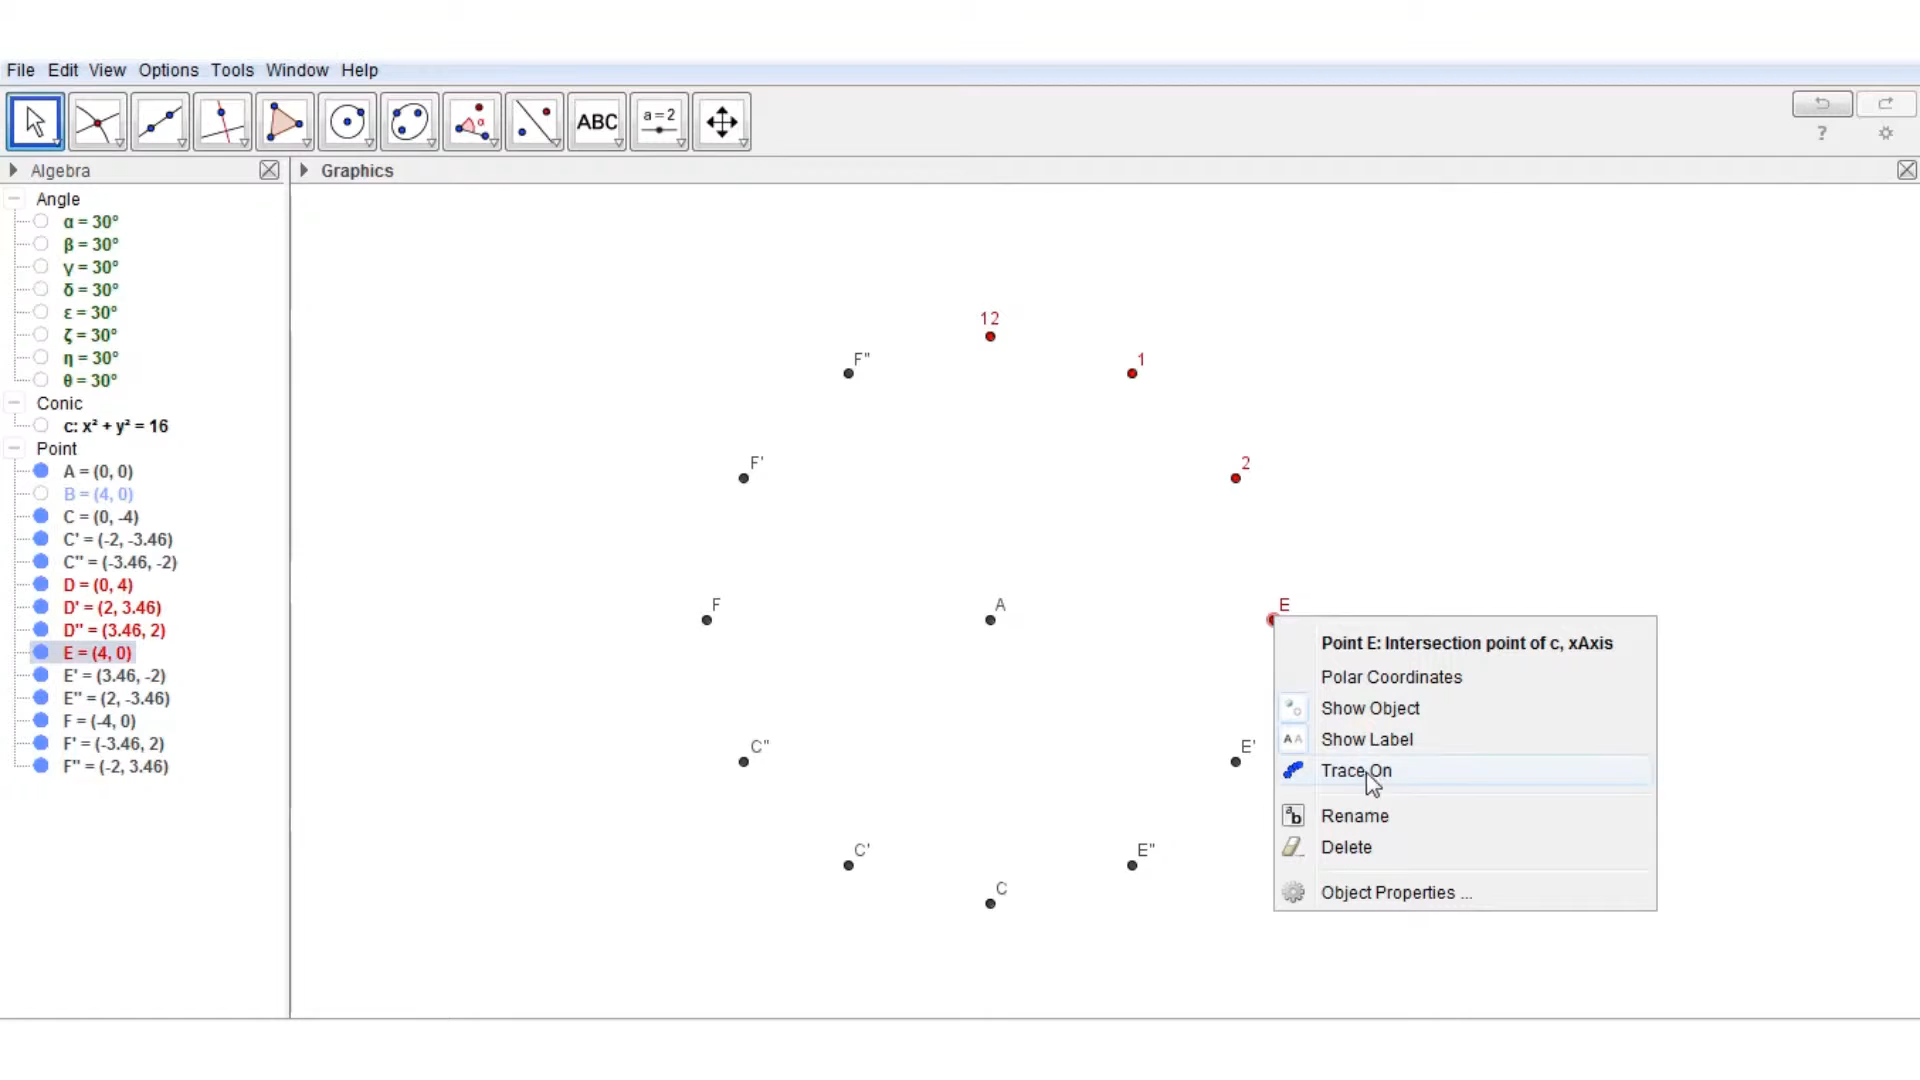 File Edit View Options Tools Window Help
ABC
a = 2
α
?
Algebra
Graphics
Angle
α = 30°
β = 30°
γ = 30°
δ = 30°
ε = 30°
ζ = 30°
η = 30°
θ = 30°
Conic
c: x² + y² = 16
Point
A = (0, 0)
B = (4, 0)
C = (0, -4)
C' = (-2, -3.46)
C'' = (-3.46, -2)
D = (0, 4)
D' = (2, 3.46)
D'' = (3.46, 2)
E = (4, 0)
E' = (3.46, -2)
E'' = (2, -3.46)
F = (-4, 0)
F' = (-3.46, 2)
F'' = (-2, 3.46)
12
F''
1
F'
2
F
A
E
C''
E'
C'
E''
C
Point E: Intersection point of c, xAxis
Polar Coordinates
Show Object
AA Show Label
Trace On
ab Rename
Delete
Object Properties ...